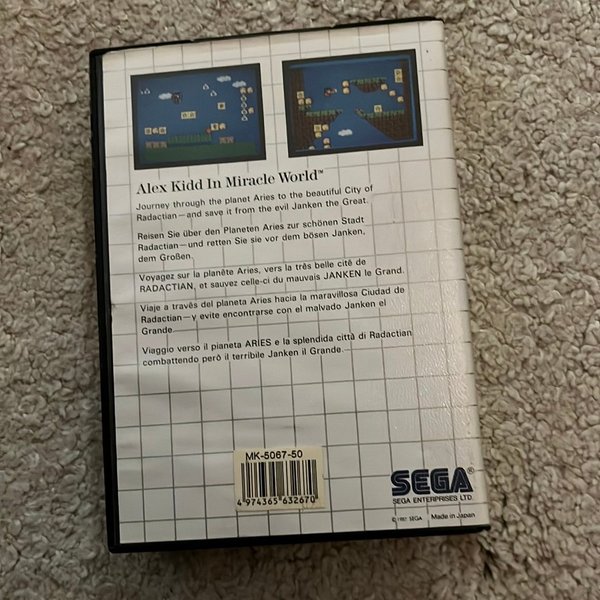 Alex Kidd In Miracle World™
Journey through the planet Aries to the beautiful City of
Radactian—and save it from the evil Janken the Great.
Reisen Sie über den Planeten Aries zur schönen Stadt
Radactian—und retten Sie sie vor dem bösen Janken,
dem Großen.
Voyagez sur la planête Aries, vers la três belle cité de
RADACTIAN, et sauvez celle-ci du mauvais JANKEN le Grand.
Viaje a través del planeta Aries hacia la maravillosa Ciudad de
Radactian—y evite encontrarse con el malvado Janken el
Grande.
Viaggio verso il pianeta ARIES e la splendida città di Radactian
combattendo però il terribile Janken il Grande.
MK-5067-50
4 974365 632670
SEGA®
SEGA ENTERPRISES LTD.
© 1987 SEGA Made in Japan